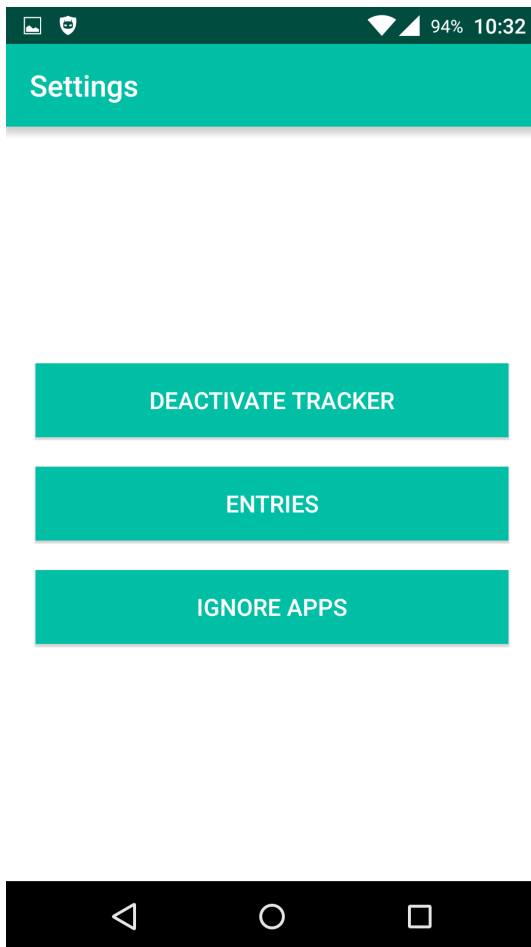 94% 10:32
Settings
DEACTIVATE TRACKER
ENTRIES
IGNORE APPS